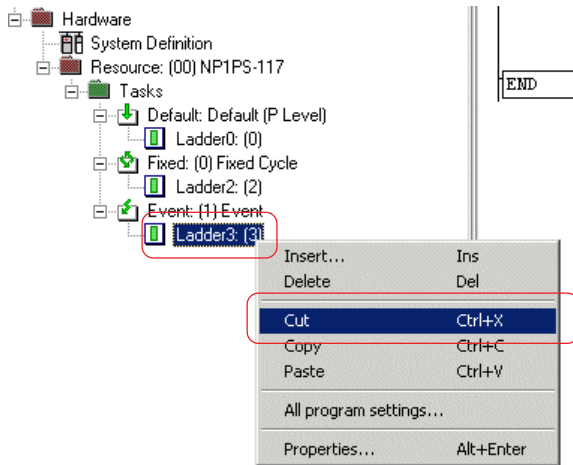 Hardware
System Definition
Resource: (00) NP1PS-117
END
Tasks
Default: Default (P Level)
Ladder0: (0)
Fixed: (0) Fixed Cycle
Ladder2: (2)
Event: (1) Event
Ladder3: (3)
Insert... Ins
Delete Del
Cut Ctrl+X
Copy Ctrl+C
Paste Ctrl+V
All program settings...
Properties... Alt+Enter